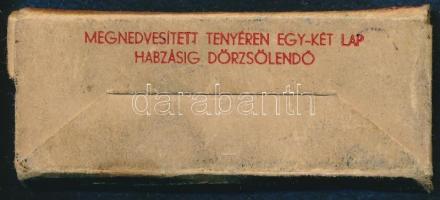 MEGNEDVESÍTETT TENYÉREN EGY-KÉT LAP
HABZÁSIG DÖRZSÖLENDŐ
darabanth